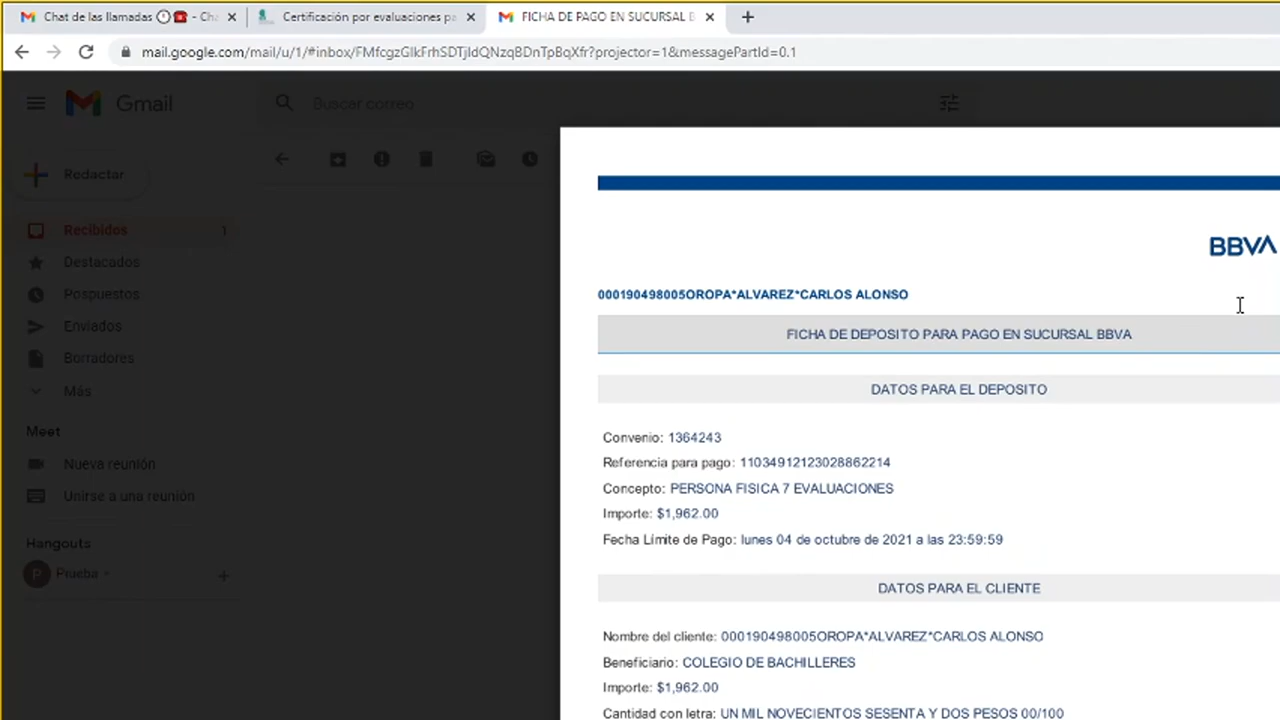 Chat de las llamadas - Cha
Certificación por evaluaciones pa
FICHA DE PAGO EN SUCURSAL B
mail.google.com/mail/u/1/#inbox/FMfcgzGlkFrhSDTjldQNzqBDnTpBqXfr?projector=1&messagePartId=0.1
Gmail
Buscar correo
Redactar
Recibidos 1
Destacados
Pospuestos
Enviados
Borradores
Más
Meet
Nueva reunión
Unirse a una reunión
Hangouts
P Prueba
BBVA
000190498005OROPA*ALVAREZ*CARLOS ALONSO
FICHA DE DEPOSITO PARA PAGO EN SUCURSAL BBVA
DATOS PARA EL DEPOSITO
Convenio: 1364243
Referencia para pago: 11034912123028862214
Concepto: PERSONA FISICA 7 EVALUACIONES
Importe: $1,962.00
Fecha Límite de Pago: lunes 04 de octubre de 2021 a las 23:59:59
DATOS PARA EL CLIENTE
Nombre del cliente: 000190498005OROPA*ALVAREZ*CARLOS ALONSO
Beneficiario: COLEGIO DE BACHILLERES
Importe: $1,962.00
Cantidad con letra: UN MIL NOVECIENTOS SESENTA Y DOS PESOS 00/100